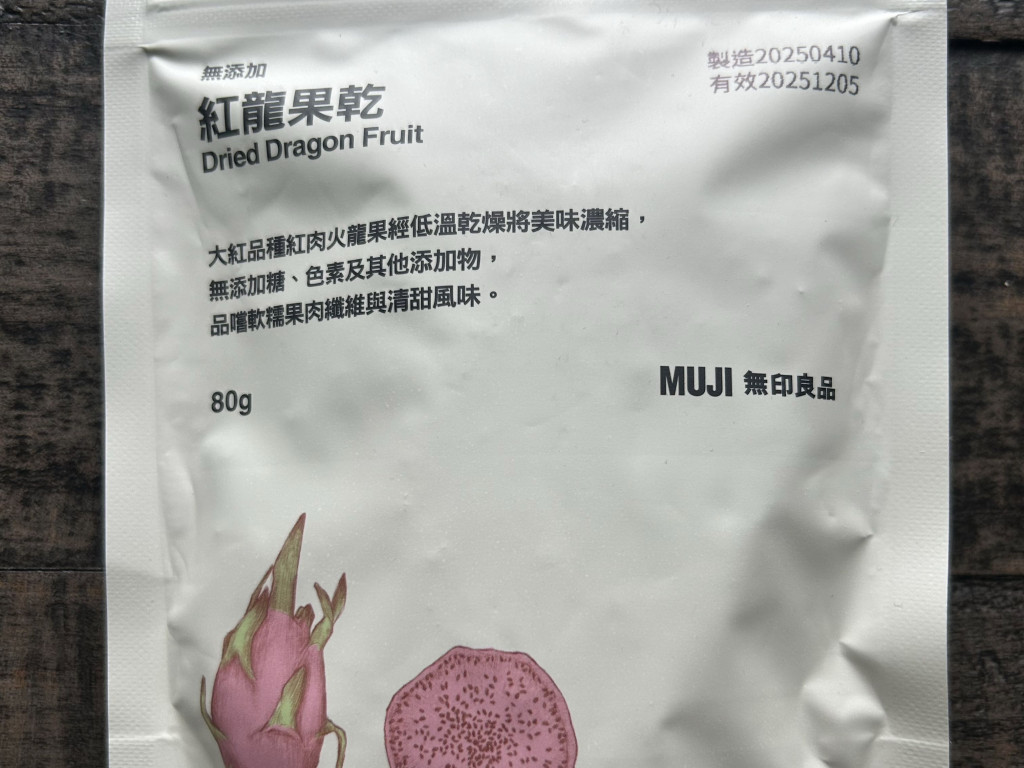 無添加
紅龍果乾
Dried Dragon Fruit
製造20250410
有效20251205
大紅品種紅肉火龍果經低溫乾燥將美味濃縮，
無添加糖、色素及其他添加物，
品嚐軟糯果肉纖維與清甜風味。
80g
MUJI 無印良品